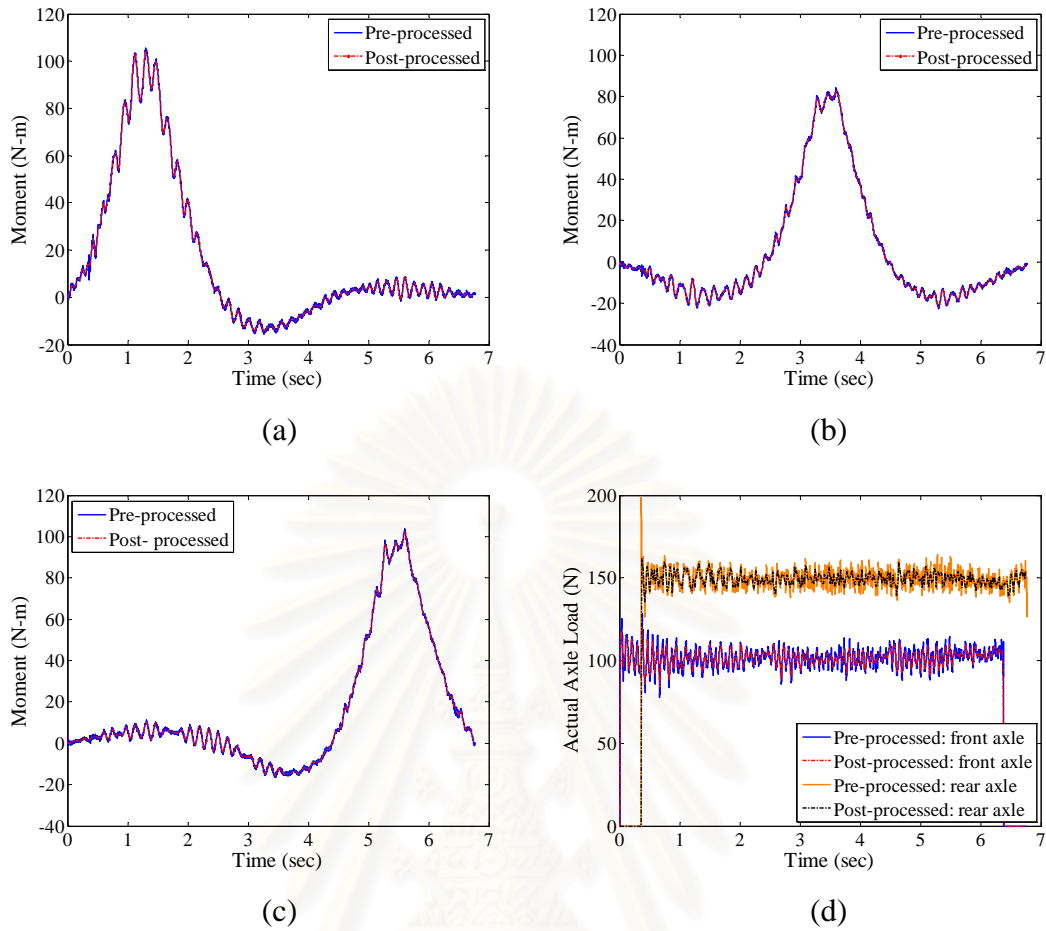 120
100
80
60
40
20
0
-20
Moment (N-m)
Pre-processed
Post-processed
0 1 2 3 4 5 6 7
Time (sec)
(a)
120
100
80
60
40
20
0
-20
-40
Moment (N-m)
Pre-processed
Post-processed
0 1 2 3 4 5 6 7
Time (sec)
(b)
120
100
80
60
40
20
0
-20
-40
Moment (N-m)
Pre-processed
Post- processed
0 1 2 3 4 5 6 7
Time (sec)
(c)
200
150
100
50
0
Actual Axle Load (N)
Pre-processed: front axle
Post-processed: front axle
Pre-processed: rear axle
Post-processed: rear axle
0 1 2 3 4 5 6 7
Time (sec)
(d)